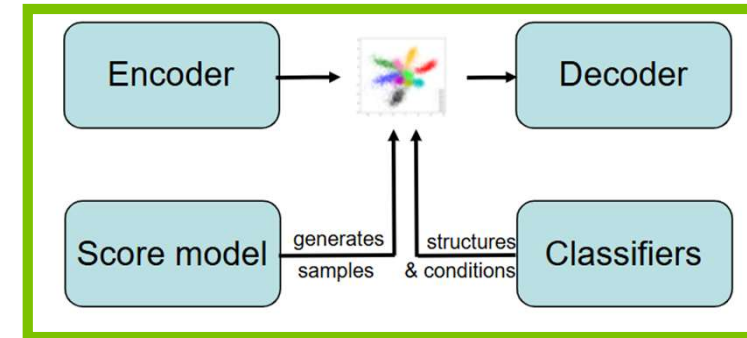 Encoder
Decoder
Score model
generates
samples
structures
& conditions
Classifiers